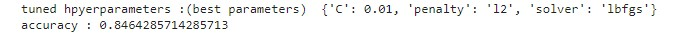 tuned hpyerparameters :(best parameters)  {'C': 0.01, 'penalty': 'l2', 'solver': 'lbfgs'}
accuracy : 0.8464285714285713